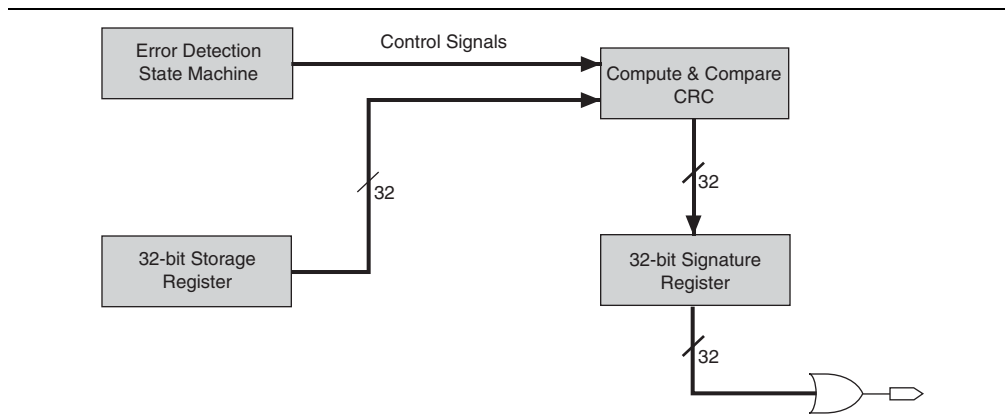 Error Detection
State Machine
Control Signals
Compute & Compare
CRC
32
32
32-bit Storage
Register
32-bit Signature
Register
32